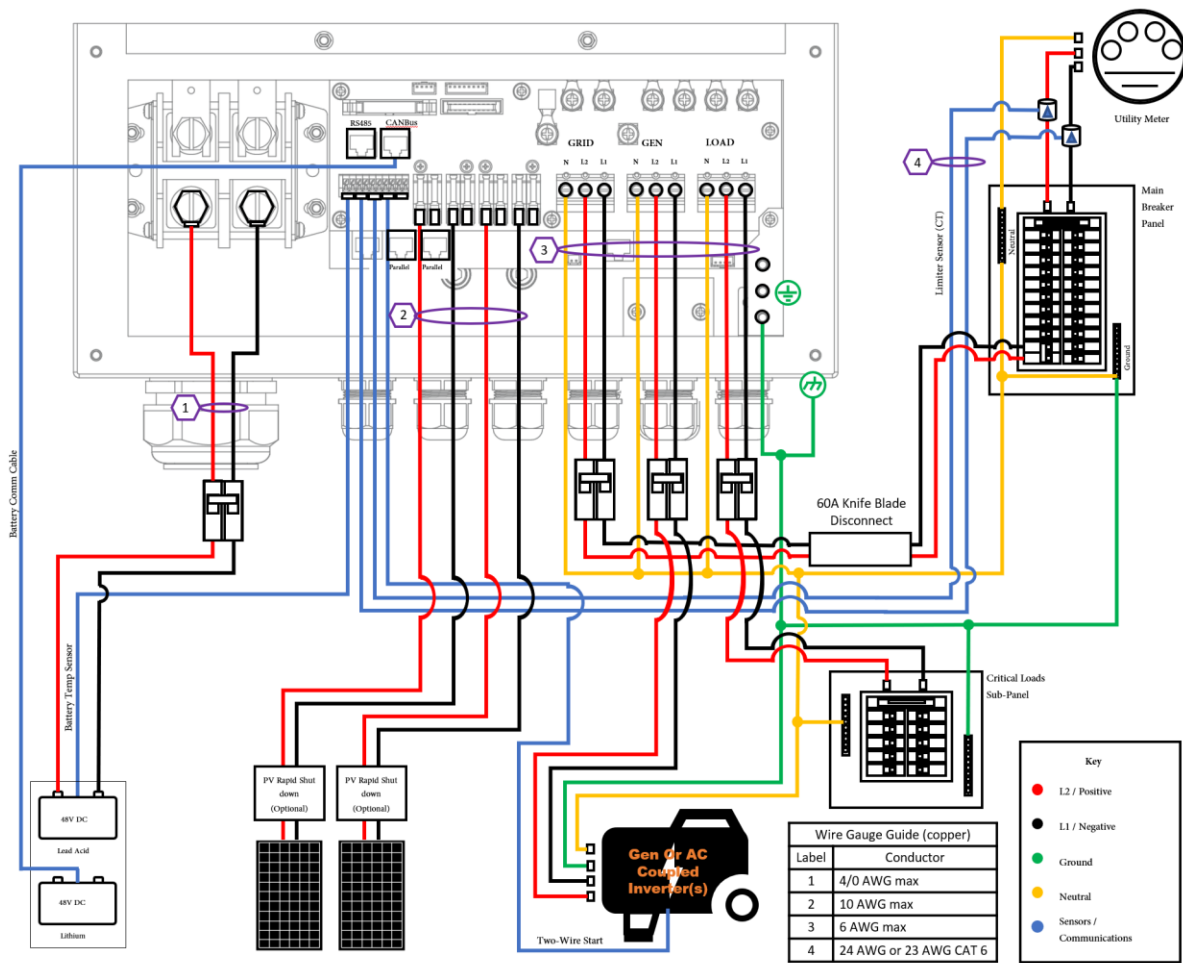 RS485
CANBus
GRID
GEN
LOAD
N
L2
L1
N
L2
L1
N
L2
L1
Parallel
Parallel
1
2
3
4
Utility Meter
Limiter Sensor (CT)
Main
Breaker
Panel
Neutral
Ground
60A Knife Blade
Disconnect
Battery Comm Cable
Battery Temp Sensor
Critical Loads
Sub-Panel
PV Rapid Shut
down
(Optional)
PV Rapid Shut
down
(Optional)
48V DC
Lead Acid
48V DC
Lithium
Gen Or AC
Coupled
Inverter(s)
Two-Wire Start
Wire Gauge Guide (copper)
Label Conductor
1 4/0 AWG max
2 10 AWG max
3 6 AWG max
4 24 AWG or 23 AWG CAT 6
Key
L2 / Positive
L1 / Negative
Ground
Neutral
Sensors /
Communications